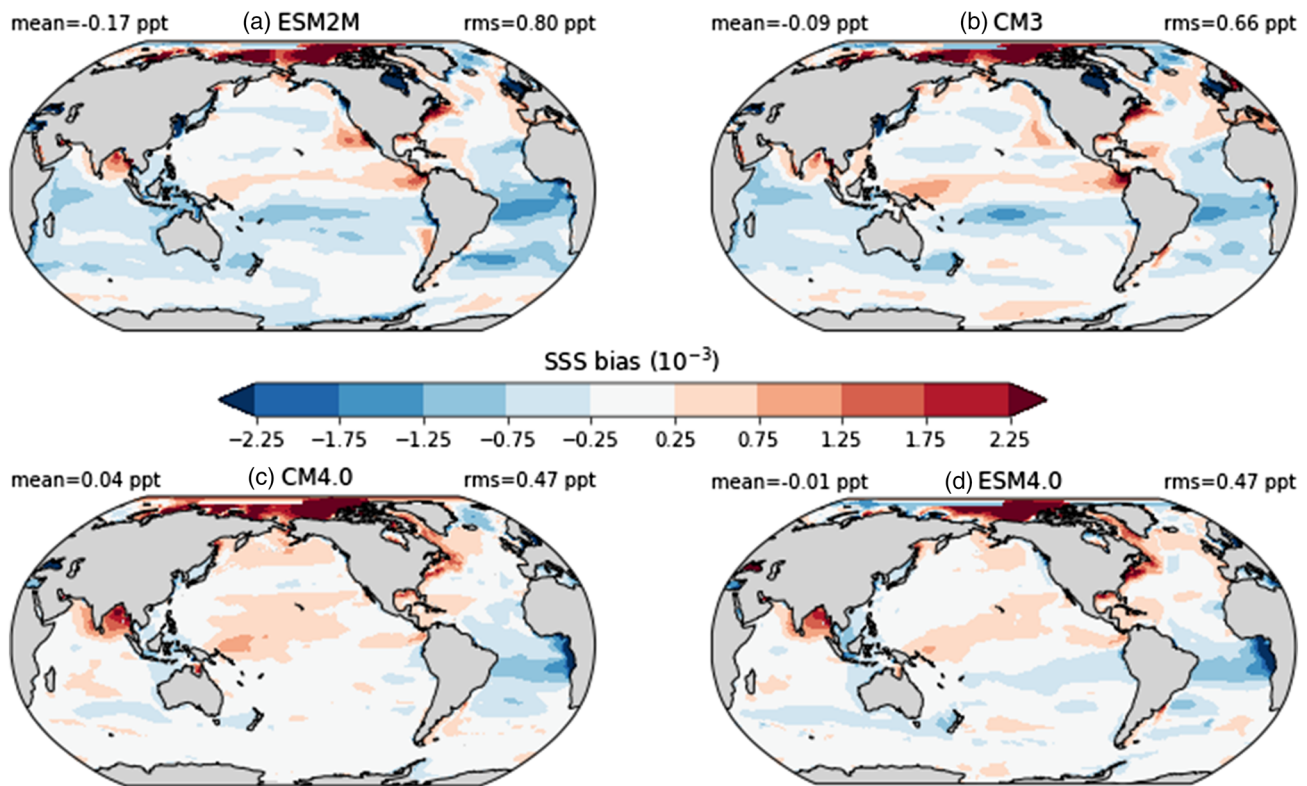 mean=-0.17 ppt (a) ESM2M rms=0.80 ppt
mean=-0.09 ppt (b) CM3 rms=0.66 ppt
SSS bias (10⁻³)
−2.25 −1.75 −1.25 −0.75 −0.25 0.25 0.75 1.25 1.75 2.25
mean=0.04 ppt (c) CM4.0 rms=0.47 ppt
mean=-0.01 ppt (d) ESM4.0 rms=0.47 ppt